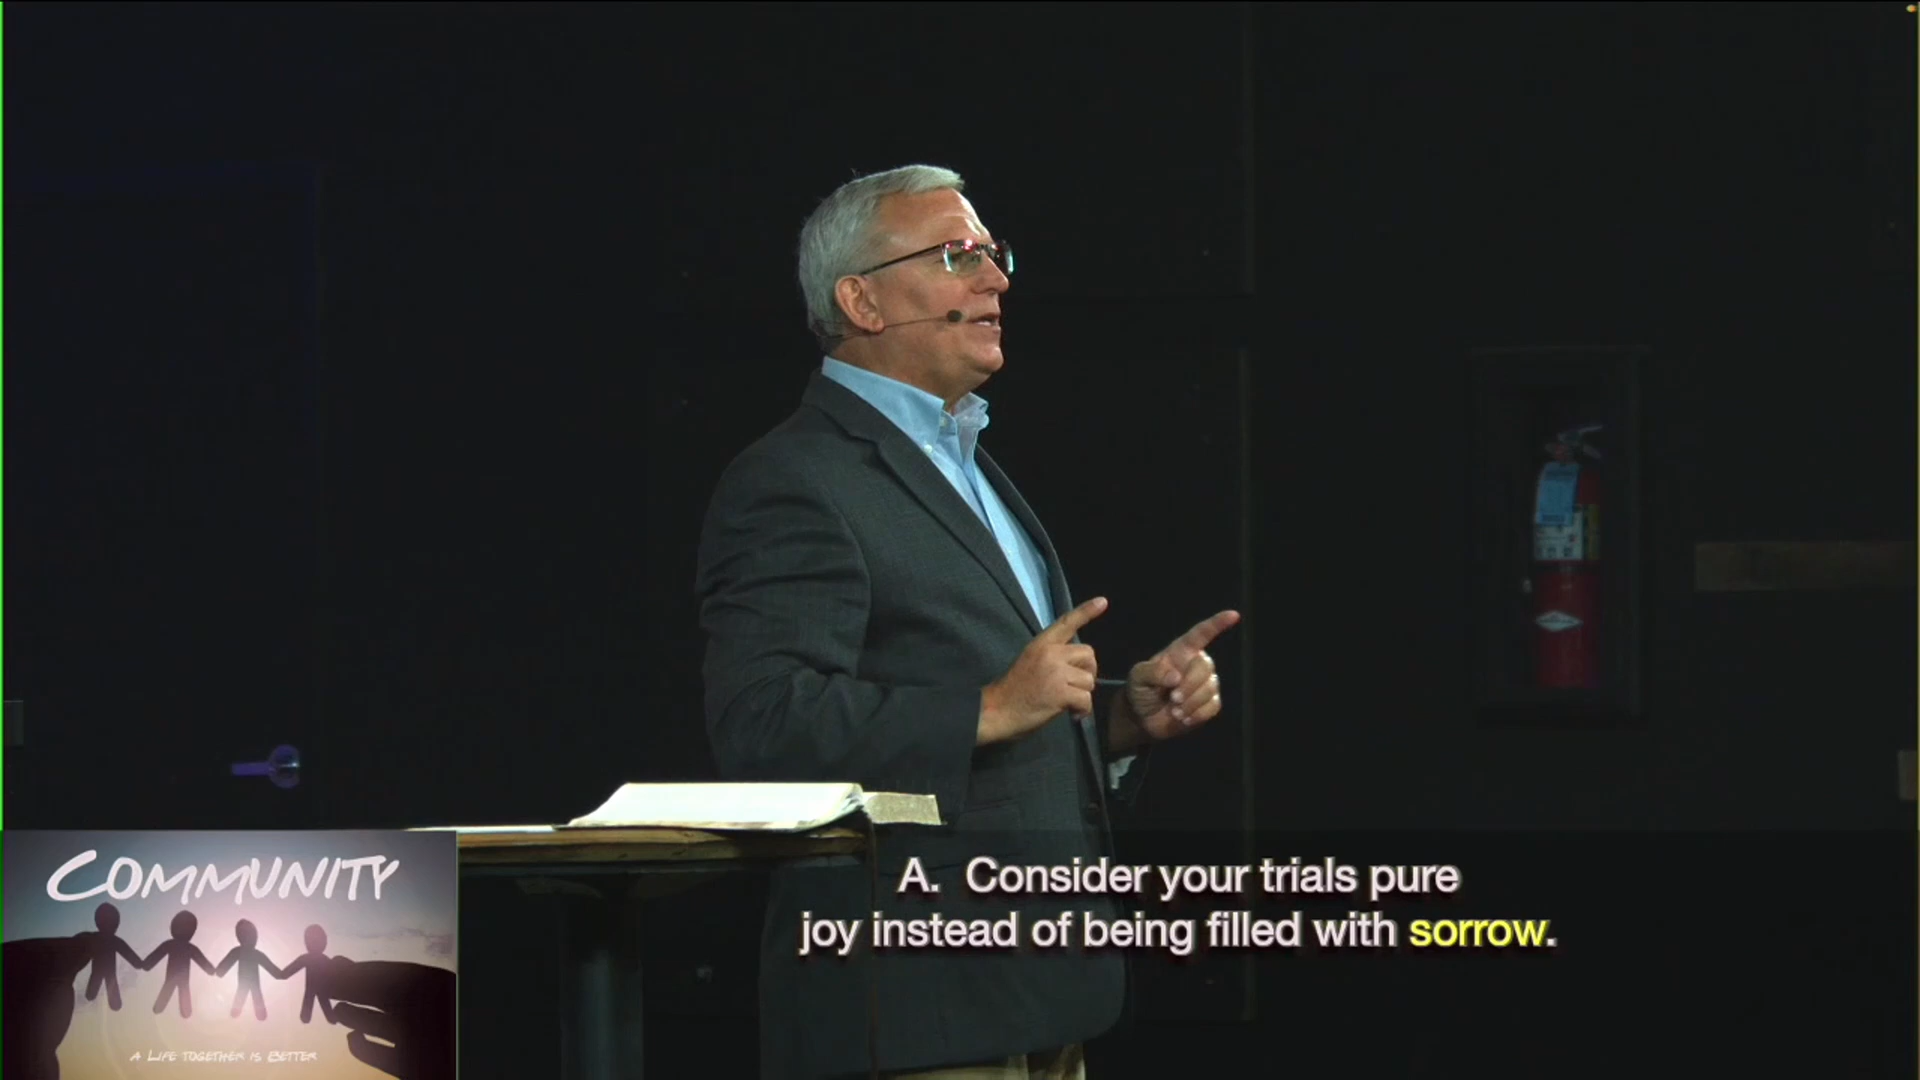 COMMUNITY
A LIFE TOGETHER IS BETTER
A. Consider your trials pure
joy instead of being filled with sorrow.